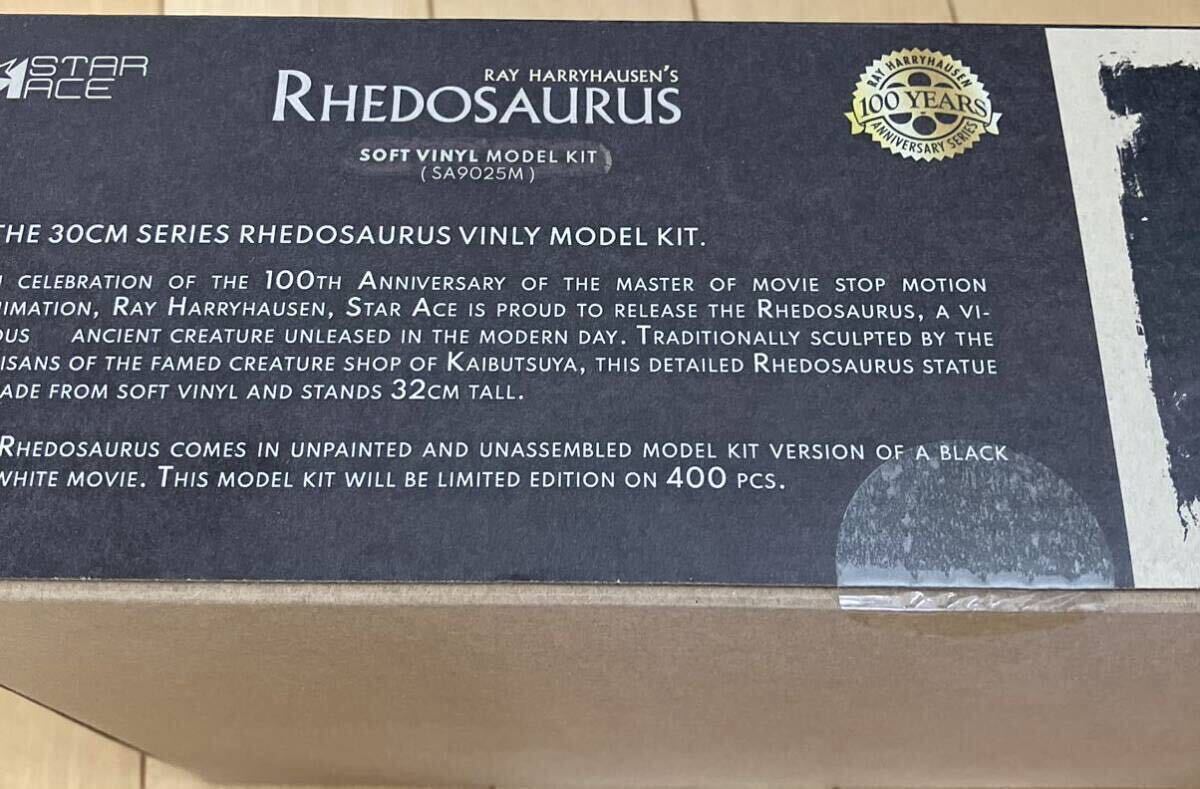 STAR
ACE
RAY HARRYHAUSEN'S
RHEDOSAURUS
SOFT VINYL MODEL KIT
(SA9025M)
RAY HARRYHAUSEN
100 YEARS
ANNIVERSARY SERIES
THE 30CM SERIES RHEDOSAURUS VINLY MODEL KIT.
CELEBRATION OF THE 100TH ANNIVERSARY OF THE MASTER OF MOVIE STOP MOTION
IMATION, RAY HARRYHAUSEN, STAR ACE IS PROUD TO RELEASE THE RHEDOSAURUS, A VI-
OUS ANCIENT CREATURE UNLEASED IN THE MODERN DAY. TRADITIONALLY SCULPTED BY THE
ISANS OF THE FAMED CREATURE SHOP OF KAIBUTSUYA, THIS DETAILED RHEDOSAURUS STATUE
ADE FROM SOFT VINYL AND STANDS 32CM TALL.
RHEDOSAURUS COMES IN UNPAINTED AND UNASSEMBLED MODEL KIT VERSION OF A BLACK
WHITE MOVIE. THIS MODEL KIT WILL BE LIMITED EDITION ON 400 PCS.